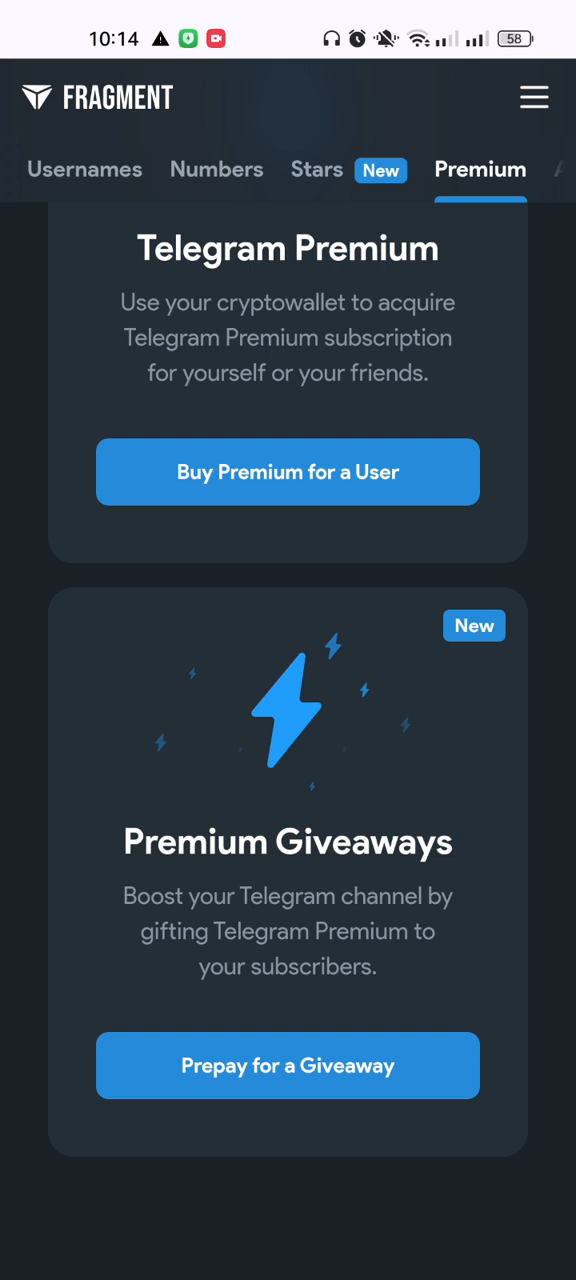 10:14
58
FRAGMENT
Usernames Numbers Stars New Premium
Telegram Premium
Use your cryptowallet to acquire
Telegram Premium subscription
for yourself or your friends.
Buy Premium for a User
New
Premium Giveaways
Boost your Telegram channel by
gifting Telegram Premium to
your subscribers.
Prepay for a Giveaway